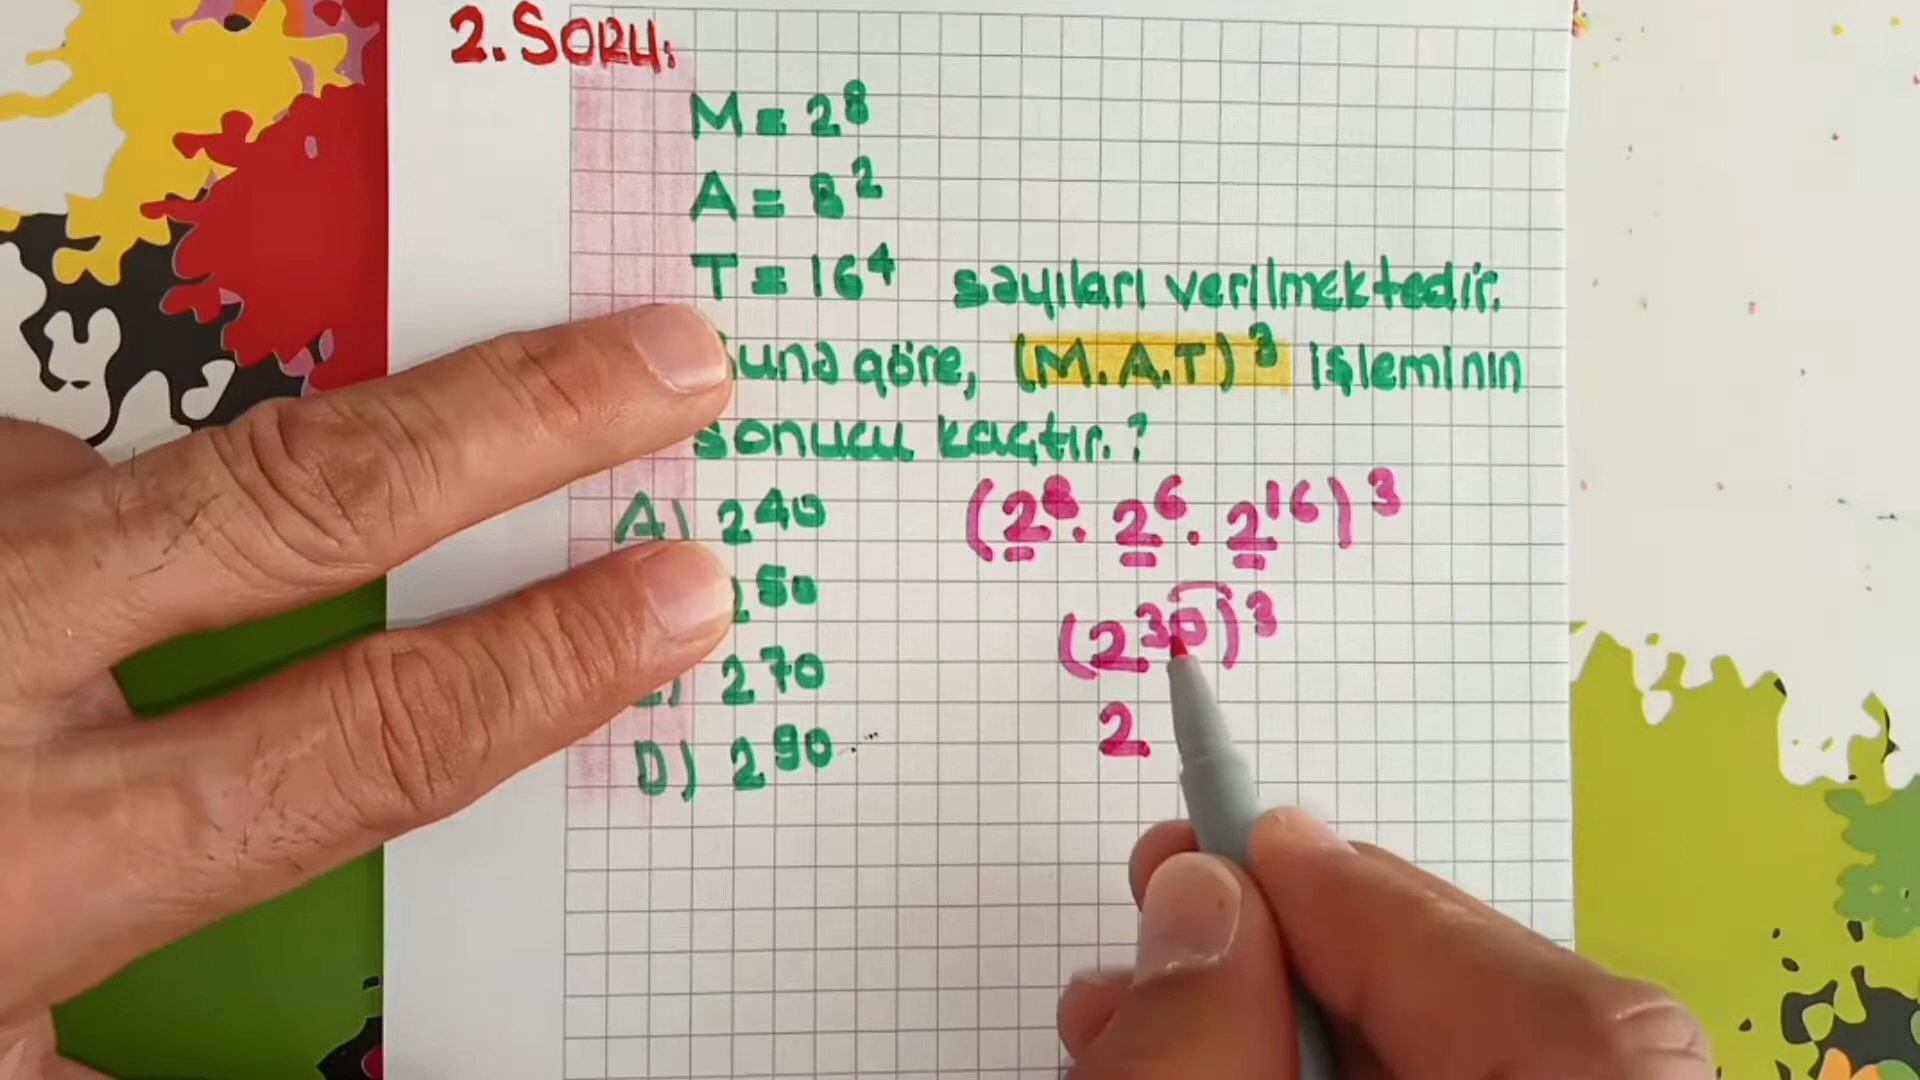 2. SORU:
M = 2⁸
A = 8²
T = 16⁴ sayıları verilmektedir.
una göre, (M.A.T)³ işleminin
sonucu kaçtır.?
A) 2⁴⁰
D) 2⁹⁰
2⁷⁰
(2⁸. 2⁶. 2¹⁶)³
(2³⁰)³
2